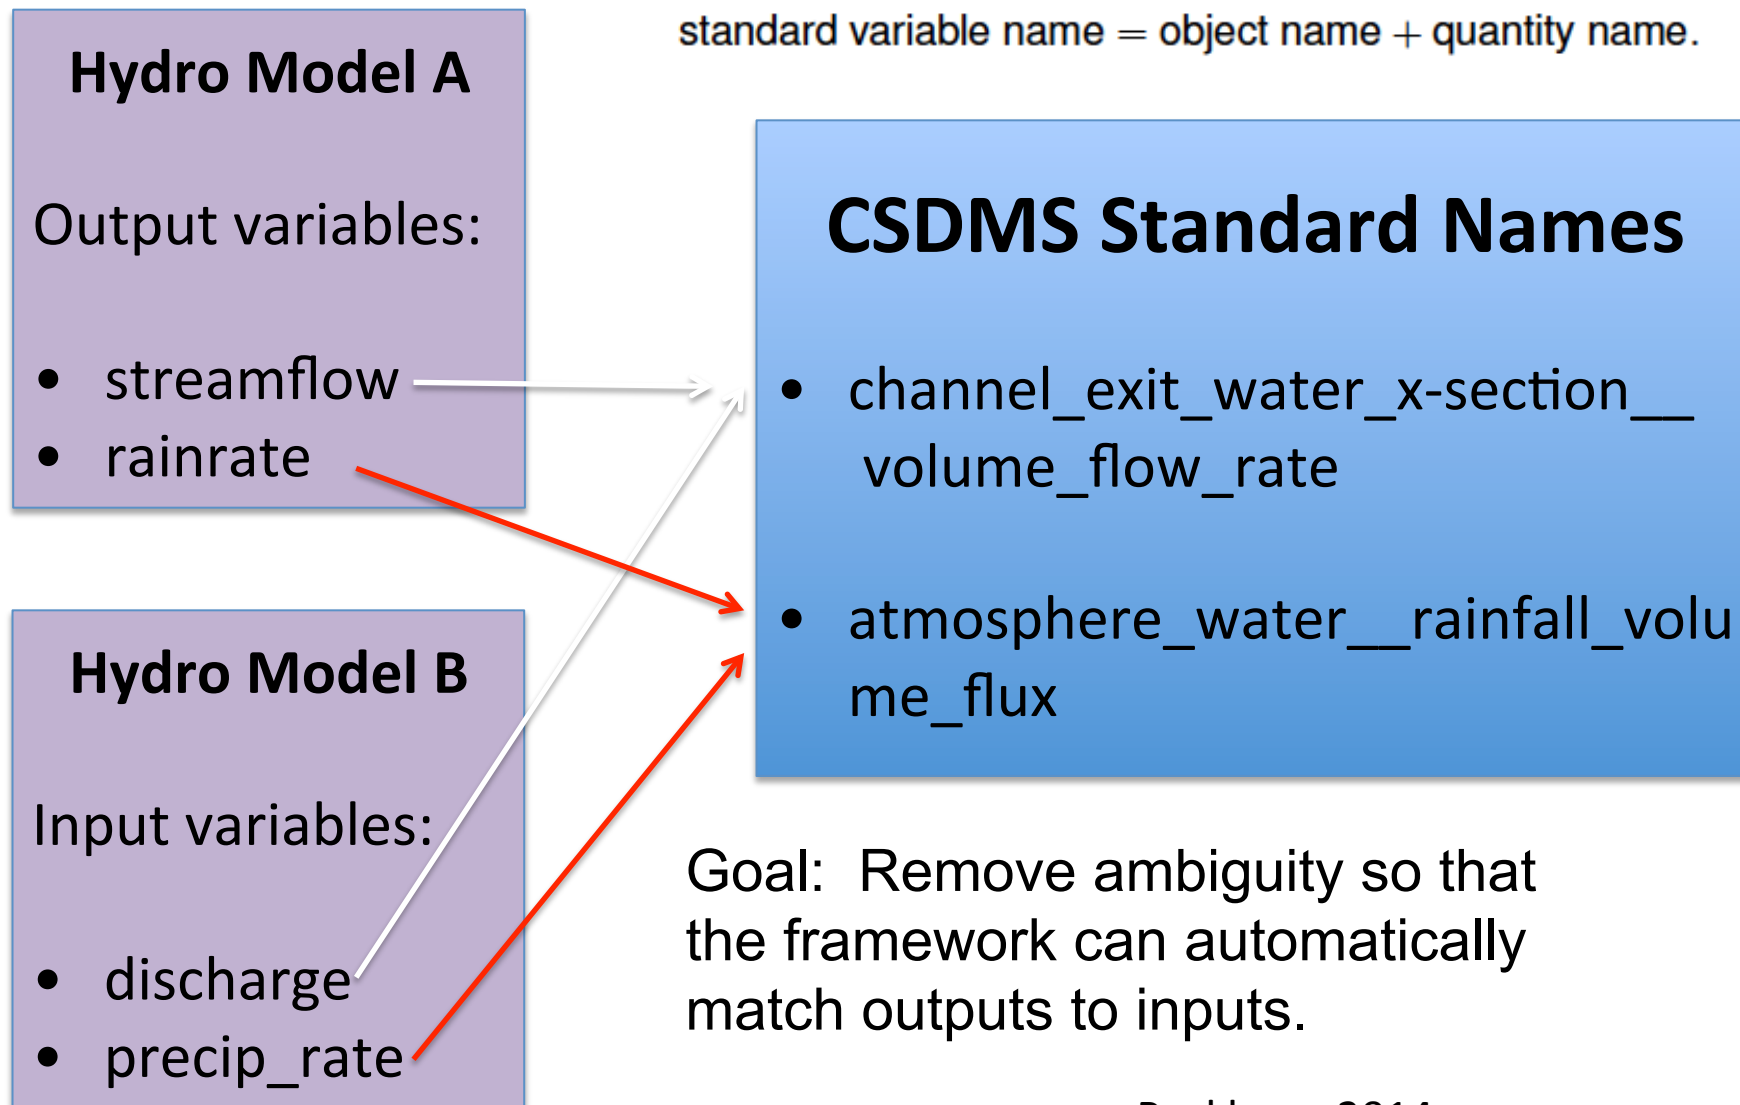 standard variable name = object name + quantity name.
Hydro Model A
Output variables:
• streamflow
• rainrate
CSDMS Standard Names
• channel_exit_water_x-section__
volume_flow_rate
• atmosphere_water__rainfall_volu
me_flux
Hydro Model B
Input variables:
• discharge
• precip_rate
Goal: Remove ambiguity so that
the framework can automatically
match outputs to inputs.
2014